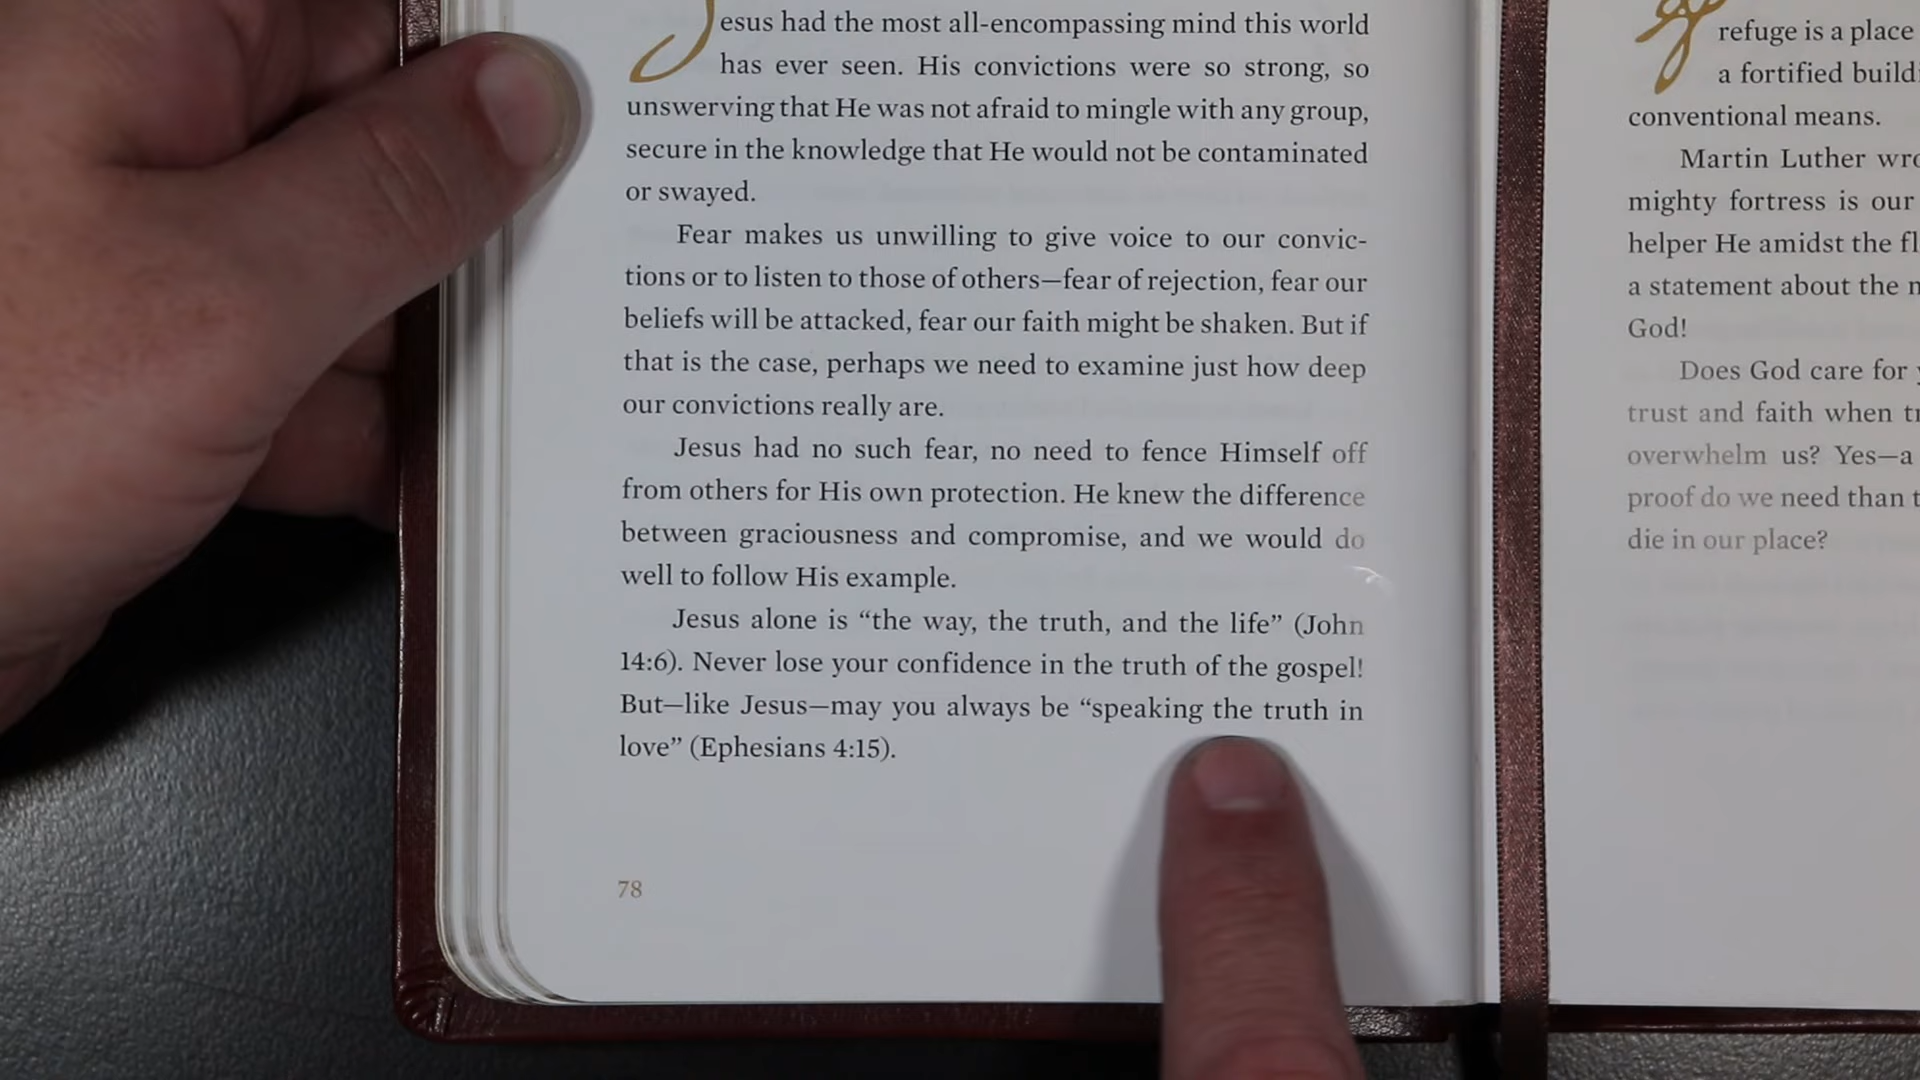 Jesus had the most all-encompassing mind this world
has ever seen. His convictions were so strong, so
unswerving that He was not afraid to mingle with any group,
secure in the knowledge that He would not be contaminated
or swayed.
Fear makes us unwilling to give voice to our convic-
tions or to listen to those of others—fear of rejection, fear our
beliefs will be attacked, fear our faith might be shaken. But if
that is the case, perhaps we need to examine just how deep
our convictions really are.
Jesus had no such fear, no need to fence Himself off
from others for His own protection. He knew the difference
between graciousness and compromise, and we would do
well to follow His example.
Jesus alone is “the way, the truth, and the life” (John
14:6). Never lose your confidence in the truth of the gospel!
But—like Jesus—may you always be “speaking the truth in
love” (Ephesians 4:15).
78
refuge is a place
a fortified
conventional means.
Martin Luther
mighty fortress is our
helper He amidst the
a statement about the
God!
Does God care for
trust and faith when
overwhelm us? Yes—a
proof do we need than
die in our place?